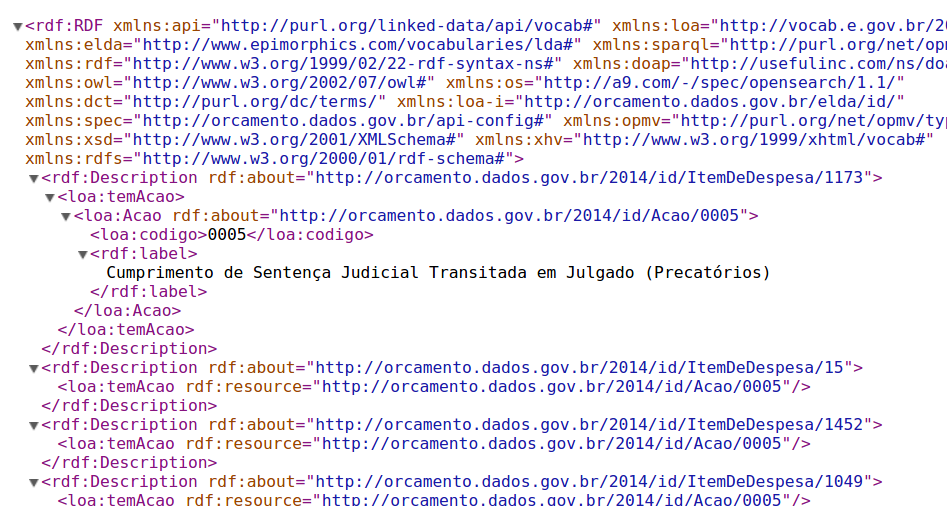 <rdf:RDF xmlns:api="http://purl.org/linked-data/api/vocab#" xmlns:loa="http://vocab.e.gov.br/20
xmlns:elda="http://www.epimorphics.com/vocabularies/lda#" xmlns:sparql="http://purl.org/net/opm
xmlns:rdf="http://www.w3.org/1999/02/22-rdf-syntax-ns#" xmlns:doap="http://usefulinc.com/ns/doa
xmlns:owl="http://www.w3.org/2002/07/owl#" xmlns:os="http://a9.com/-/spec/opensearch/1.1/"
xmlns:dct="http://purl.org/dc/terms/" xmlns:loa-i="http://orcamento.dados.gov.br/elda/id/"
xmlns:spec="http://orcamento.dados.gov.br/api-config#" xmlns:opmv="http://purl.org/net/opmv/typ
xmlns:xsd="http://www.w3.org/2001/XMLSchema#" xmlns:xhv="http://www.w3.org/1999/xhtml/vocab#"
xmlns:rdfs="http://www.w3.org/2000/01/rdf-schema#">
<rdf:Description rdf:about="http://orcamento.dados.gov.br/2014/id/ItemDeDespesa/1173">
<loa:temAcao>
<loa:Acao rdf:about="http://orcamento.dados.gov.br/2014/id/Acao/0005">
<loa:codigo>0005</loa:codigo>
<rdf:label>
Cumprimento de Sentença Judicial Transitada em Julgado (Precatórios)
</rdf:label>
</loa:Acao>
</loa:temAcao>
</rdf:Description>
<rdf:Description rdf:about="http://orcamento.dados.gov.br/2014/id/ItemDeDespesa/15">
<loa:temAcao rdf:resource="http://orcamento.dados.gov.br/2014/id/Acao/0005"/>
</rdf:Description>
<rdf:Description rdf:about="http://orcamento.dados.gov.br/2014/id/ItemDeDespesa/1452">
<loa:temAcao rdf:resource="http://orcamento.dados.gov.br/2014/id/Acao/0005"/>
</rdf:Description>
<rdf:Description rdf:about="http://orcamento.dados.gov.br/2014/id/ItemDeDespesa/1049">
<loa:temAcao rdf:resource="http://orcamento.dados.gov.br/2014/id/Acao/0005"/>